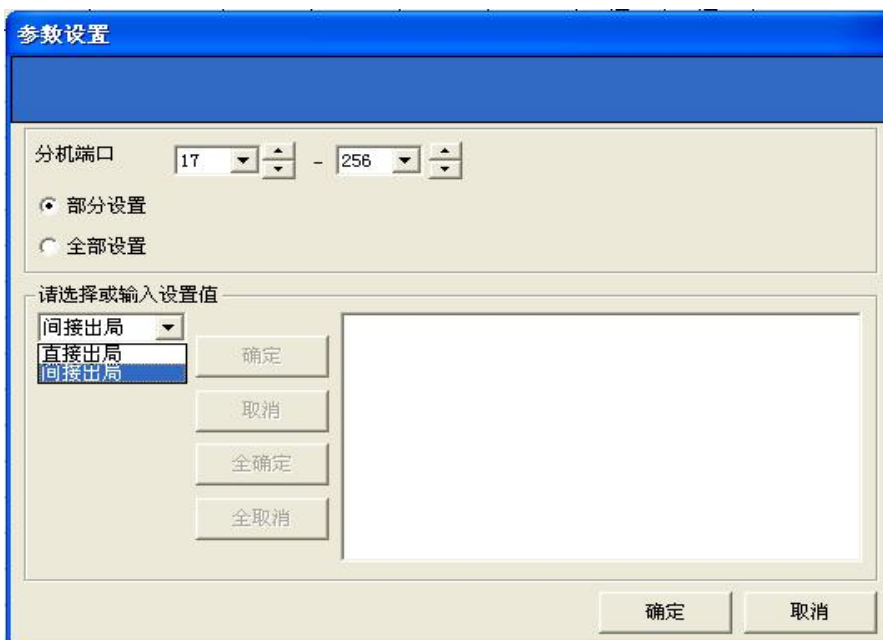 参数设置
分机端口 17 - 256
部分设置
全部设置
请选择或输入设置值
间接出局
直接出局
间接出局
确定
取消
全确定
全取消
确定 取消